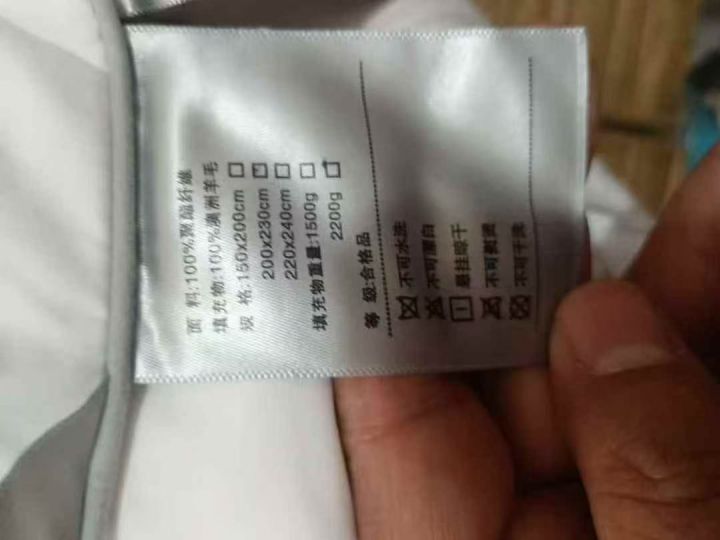 面 料:100%聚酯纤维
填充物:100%澳洲羊毛
规 格:150x200cm □
200x230cm ☑
220x240cm □
填充物重量:1500g □
2200g ☑
等 级:合格品
不可水洗
不可漂白
悬挂晾干
不可熨烫
不可干洗